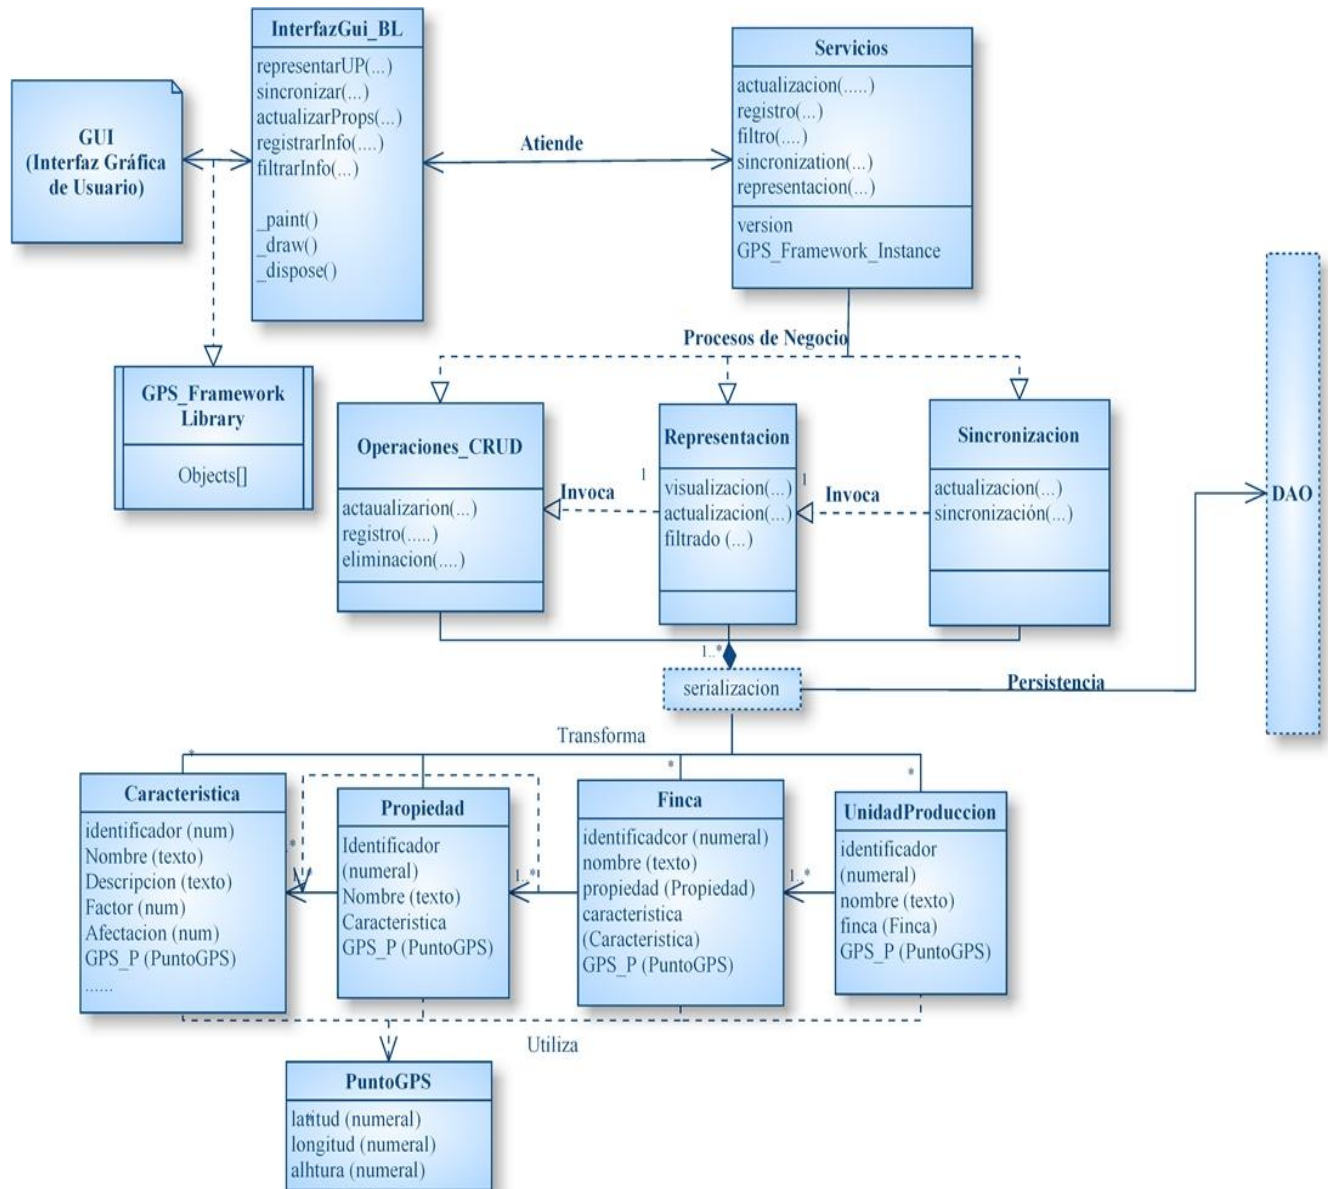 InterfazGui_BL
representarUP(...)
sincronizar(...)
actualizarProps(...)
registrarInfo(....)
filtrarInfo(...)
_paint()
_draw()
_dispose()
GUI
(Interfaz Gráfica
de Usuario)
Atiende
Servicios
actualizacion(.....)
registro(...)
filtro(....)
sincronization(...)
representacion(...)
version
GPS_Framework_Instance
Procesos de Negocio
GPS_Framework
Library
Objects[]
Operaciones_CRUD
actaualizarion(...)
registro(.....)
eliminacion(....)
Invoca
1
Representacion
visualizacion(...)
actualizacion(...)
filtrado (...)
1
Invoca
Sincronizacion
actualizacion(...)
sincronización(...)
DAO
1..*
serializacion
Persistencia
Transforma
*
*
*
Caracteristica
identificador (num)
Nombre (texto)
Descripcion (texto)
Factor (num)
Afectacion (num)
GPS_P (PuntoGPS)
......
..*
1..*
Propiedad
Identificador
(numeral)
Nombre (texto)
Caracteristica
GPS_P (PuntoGPS)
1..*
Finca
identificadcor (numeral)
nombre (texto)
propiedad (Propiedad)
caracteristica
(Caracteristica)
GPS_P (PuntoGPS)
1..*
UnidadProduccion
identificador
(numeral)
nombre (texto)
finca (Finca)
GPS_P (PuntoGPS)
Utiliza
PuntoGPS
latitud (numeral)
longitud (numeral)
alhtura (numeral)